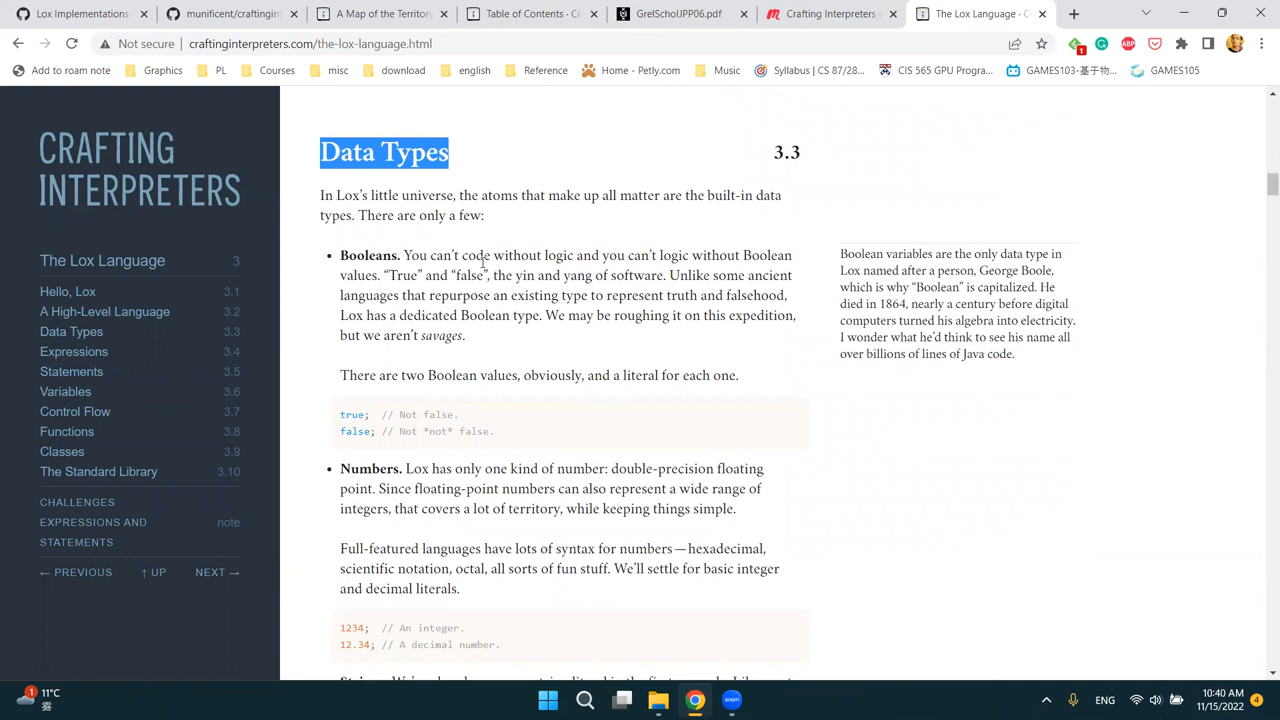 Lox Implementations
munificent/craftingint
A Map of the Territory
Table of Contents · Cr
GrelScholJPP06.pdf
Crafting Interpreters
The Lox Language · C
Not secure
craftinginterpreters.com/the-lox-language.html
1
ABP
Add to roam note
Graphics
PL
Courses
misc
download
english
Reference
Home - Petly.com
Music
Syllabus | CS 87/28...
CIS 565 GPU Progra...
GAMES103-基于物...
GAMES105
CRAFTING
INTERPRETERS
The Lox Language 3
Hello, Lox 3.1
A High-Level Language 3.2
Data Types 3.3
Expressions 3.4
Statements 3.5
Variables 3.6
Control Flow 3.7
Functions 3.8
Classes 3.9
The Standard Library 3.10
CHALLENGES
EXPRESSIONS AND note
STATEMENTS
← PREVIOUS ↑ UP NEXT →
Data Types 3.3
In Lox’s little universe, the atoms that make up all matter are the built-in data
types. There are only a few:
• Booleans. You can’t code without logic and you can’t logic without Boolean
values. “True” and “false”, the yin and yang of software. Unlike some ancient
languages that repurpose an existing type to represent truth and falsehood,
Lox has a dedicated Boolean type. We may be roughing it on this expedition,
but we aren’t savages.
There are two Boolean values, obviously, and a literal for each one.
true; // Not false.
false; // Not *not* false.
• Numbers. Lox has only one kind of number: double-precision floating
point. Since floating-point numbers can also represent a wide range of
integers, that covers a lot of territory, while keeping things simple.
Full-featured languages have lots of syntax for numbers—hexadecimal,
scientific notation, octal, all sorts of fun stuff. We’ll settle for basic integer
and decimal literals.
1234; // An integer.
12.34; // A decimal number.
Boolean variables are the only data type in
Lox named after a person, George Boole,
which is why “Boolean” is capitalized. He
died in 1864, nearly a century before digital
computers turned his algebra into electricity.
I wonder what he’d think to see his name all
over billions of lines of Java code.
1
11°C
雾
zoom
ENG
10:40 AM
11/15/2022
4